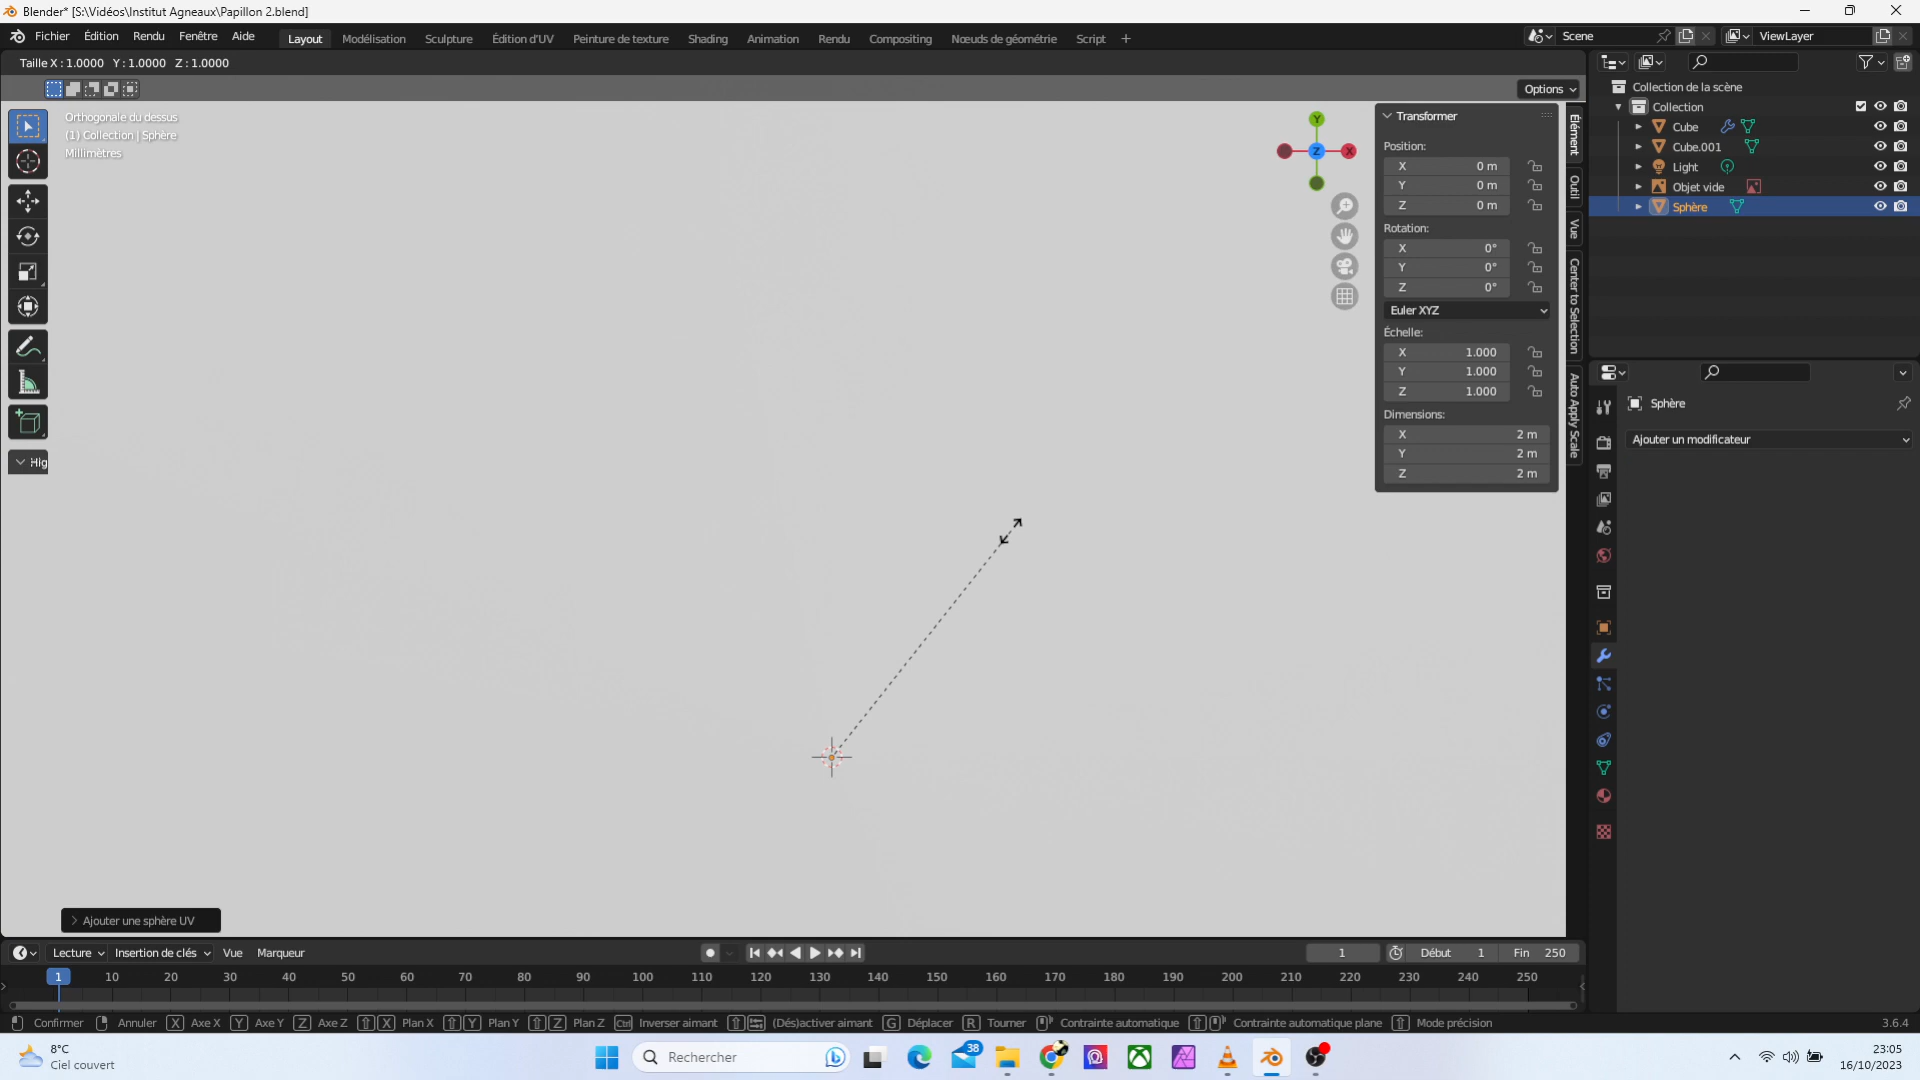 Blender* [S:\Vidéos\Institut Agneaux\Papillon 2.blend]
Fichier Édition Rendu Fenêtre Aide Layout Modélisation Sculpture Édition d'UV Peinture de texture Shading Animation Rendu Compositing Nœuds de géométrie Script + Scene ViewLayer
Taille X : 1.0000 Y : 1.0000 Z : 1.0000
Options
Orthogonale du dessus
(1) Collection | Sphère
Millimètres
Hig
Y
X
Z
Transformer
Position:
X 0 m
Y 0 m
Z 0 m
Rotation:
X 0°
Y 0°
Z 0°
Euler XYZ
Échelle:
X 1.000
Y 1.000
Z 1.000
Dimensions:
X 2 m
Y 2 m
Z 2 m
Élément
Outil
Vue
Center to Selection
Auto Apply Scale
Collection de la scène
Collection
Cube
Cube.001
Light
Objet vide
Sphère
Sphère
Ajouter un modificateur
Ajouter une sphère UV
Lecture Insertion de clés Vue Marqueur 1 Début 1 Fin 250
1 10 20 30 40 50 60 70 80 90 100 110 120 130 140 150 160 170 180 190 200 210 220 230 240 250
Confirmer Annuler X Axe X Y Axe Y Z Axe Z X Plan X Y Plan Y Z Plan Z Ctrl Inverser aimant (Dés)activer aimant G Déplacer R Tourner Contrainte automatique Contrainte automatique plane Mode précision 3.6.4
8°C
Ciel couvert
Rechercher
38
23:05
16/10/2023